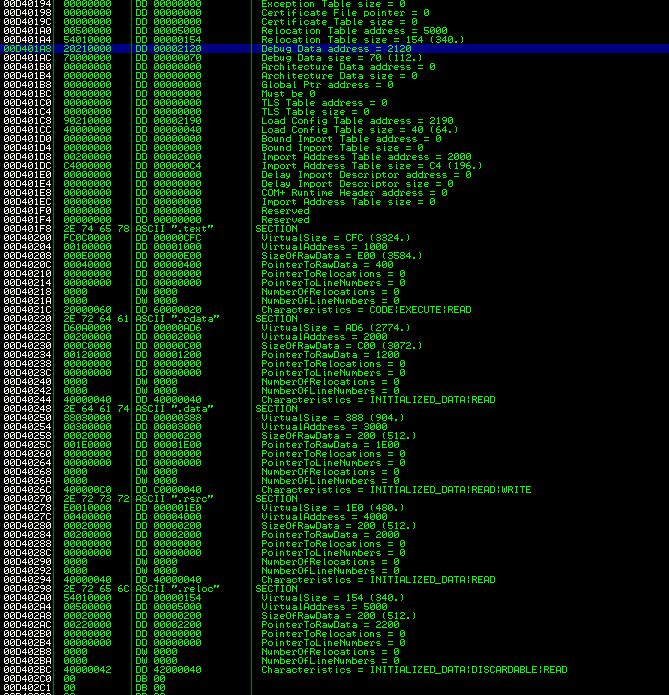 00D40194 00000000 DD 00000000 Exception Table size = 0
00D40198 00000000 DD 00000000 Certificate File pointer = 0
00D4019C 00000000 DD 00000000 Certificate Table size = 0
00D401A0 00500000 DD 00005000 Relocation Table address = 5000
00D401A4 54010000 DD 00000154 Relocation Table size = 154 (340.)
00D401A8 20210000 DD 00002120 Debug Data address = 2120
00D401AC 70000000 DD 00000070 Debug Data size = 70 (112.)
00D401B0 00000000 DD 00000000 Architecture Data address = 0
00D401B4 00000000 DD 00000000 Architecture Data size = 0
00D401B8 00000000 DD 00000000 Global Ptr address = 0
00D401BC 00000000 DD 00000000 Must be 0
00D401C0 00000000 DD 00000000 TLS Table address = 0
00D401C4 00000000 DD 00000000 TLS Table size = 0
00D401C8 90210000 DD 00002190 Load Config Table address = 2190
00D401CC 40000000 DD 00000040 Load Config Table size = 40 (64.)
00D401D0 00000000 DD 00000000 Bound Import Table address = 0
00D401D4 00000000 DD 00000000 Bound Import Table size = 0
00D401D8 00200000 DD 00002000 Import Address Table address = 2000
00D401DC C4000000 DD 000000C4 Import Address Table size = C4 (196.)
00D401E0 00000000 DD 00000000 Delay Import Descriptor address = 0
00D401E4 00000000 DD 00000000 Delay Import Descriptor size = 0
00D401E8 00000000 DD 00000000 COM+ Runtime Header address = 0
00D401EC 00000000 DD 00000000 Import Address Table size = 0
00D401F0 00000000 DD 00000000 Reserved
00D401F4 00000000 DD 00000000 Reserved
00D401F8 2E 74 65 78 ASCII ".text" SECTION
00D40200 FC0C0000 DD 00000CFC VirtualSize = CFC (3324.)
00D40204 00100000 DD 00001000 VirtualAddress = 1000
00D40208 000E0000 DD 00000E00 SizeOfRawData = E00 (3584.)
00D4020C 00040000 DD 00000400 PointerToRawData = 400
00D40210 00000000 DD 00000000 PointerToRelocations = 0
00D40214 00000000 DD 00000000 PointerToLineNumbers = 0
00D40218 0000 DW 0000 NumberOfRelocations = 0
00D4021A 0000 DW 0000 NumberOfLineNumbers = 0
00D4021C 20000060 DD 60000020 Characteristics = CODE|EXECUTE|READ
00D40220 2E 72 64 61 ASCII ".rdata" SECTION
00D40228 D60A0000 DD 00000AD6 VirtualSize = AD6 (2774.)
00D4022C 00200000 DD 00002000 VirtualAddress = 2000
00D40230 000C0000 DD 00000C00 SizeOfRawData = C00 (3072.)
00D40234 00120000 DD 00001200 PointerToRawData = 1200
00D40238 00000000 DD 00000000 PointerToRelocations = 0
00D4023C 00000000 DD 00000000 PointerToLineNumbers = 0
00D40240 0000 DW 0000 NumberOfRelocations = 0
00D40242 0000 DW 0000 NumberOfLineNumbers = 0
00D40244 40000040 DD 40000040 Characteristics = INITIALIZED_DATA|READ
00D40248 2E 64 61 74 ASCII ".data" SECTION
00D40250 88030000 DD 00000388 VirtualSize = 388 (904.)
00D40254 00300000 DD 00003000 VirtualAddress = 3000
00D40258 00020000 DD 00000200 SizeOfRawData = 200 (512.)
00D4025C 001E0000 DD 00001E00 PointerToRawData = 1E00
00D40260 00000000 DD 00000000 PointerToRelocations = 0
00D40264 00000000 DD 00000000 PointerToLineNumbers = 0
00D40268 0000 DW 0000 NumberOfRelocations = 0
00D4026A 0000 DW 0000 NumberOfLineNumbers = 0
00D4026C 400000C0 DD C0000040 Characteristics = INITIALIZED_DATA|READ|WRITE
00D40270 2E 72 73 72 ASCII ".rsrc" SECTION
00D40278 E0010000 DD 000001E0 VirtualSize = 1E0 (480.)
00D4027C 00400000 DD 00004000 VirtualAddress = 4000
00D40280 00020000 DD 00000200 SizeOfRawData = 200 (512.)
00D40284 00200000 DD 00002000 PointerToRawData = 2000
00D40288 00000000 DD 00000000 PointerToRelocations = 0
00D4028C 00000000 DD 00000000 PointerToLineNumbers = 0
00D40290 0000 DW 0000 NumberOfRelocations = 0
00D40292 0000 DW 0000 NumberOfLineNumbers = 0
00D40294 40000040 DD 40000040 Characteristics = INITIALIZED_DATA|READ
00D40298 2E 72 65 6C ASCII ".reloc" SECTION
00D402A0 54010000 DD 00000154 VirtualSize = 154 (340.)
00D402A4 00500000 DD 00005000 VirtualAddress = 5000
00D402A8 00020000 DD 00000200 SizeOfRawData = 200 (512.)
00D402AC 00220000 DD 00002200 PointerToRawData = 2200
00D402B0 00000000 DD 00000000 PointerToRelocations = 0
00D402B4 00000000 DD 00000000 PointerToLineNumbers = 0
00D402B8 0000 DW 0000 NumberOfRelocations = 0
00D402BA 0000 DW 0000 NumberOfLineNumbers = 0
00D402BC 40000042 DD 42000040 Characteristics = INITIALIZED_DATA|DISCARDABLE|READ
00D402C0 00 DB 00
00D402C1 00 DB 00